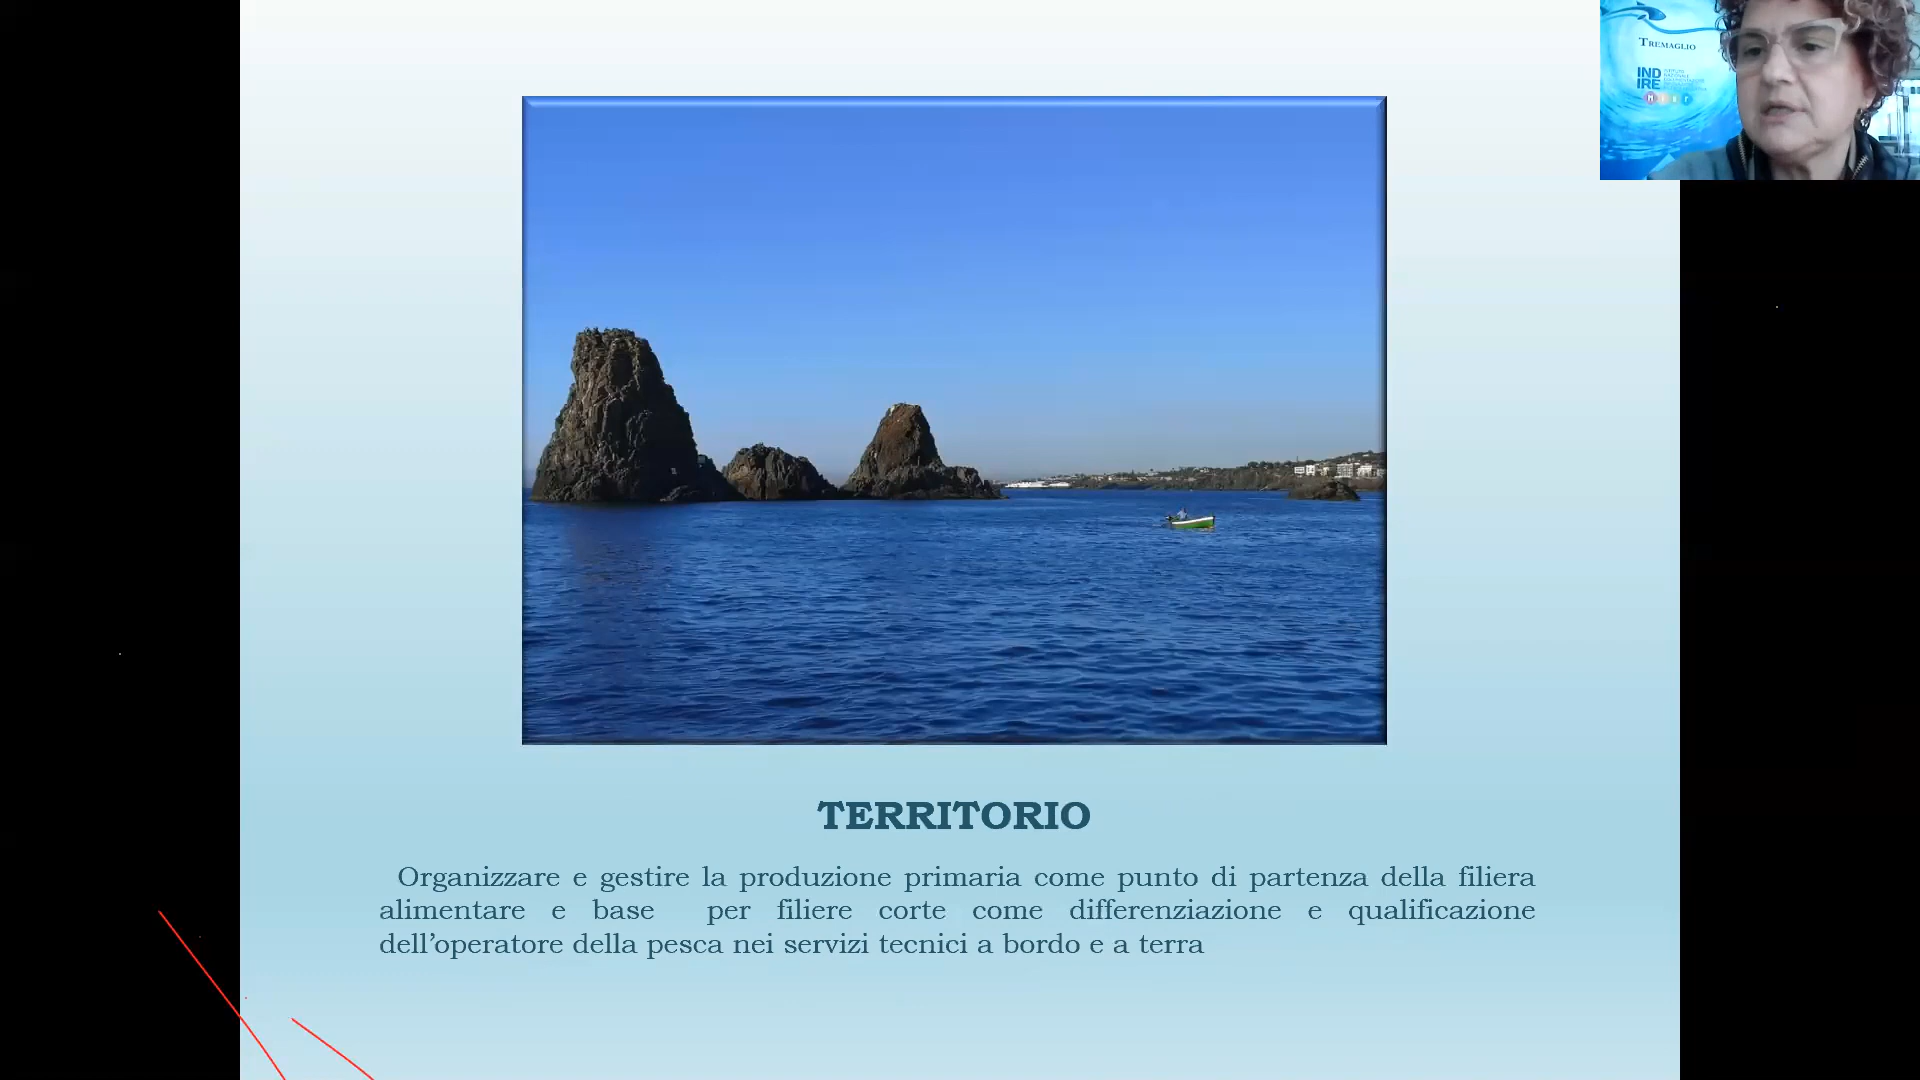 TREMAGLIO
IND
IRE
TERRITORIO
Organizzare e gestire la produzione primaria come punto di partenza della filiera
alimentare e base per filiere corte come differenziazione e qualificazione
dell’operatore della pesca nei servizi tecnici a bordo e a terra